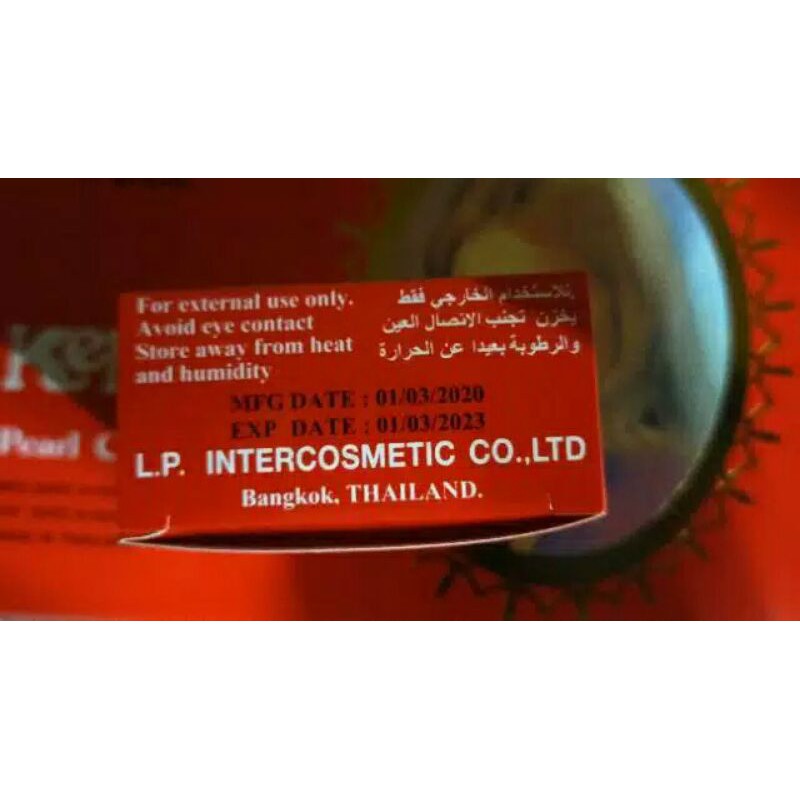 For external use only.
Avoid eye contact
Store away from heat
and humidity
للاستخدام الخارجي فقط
يخزن تجنب الاتصال العين
والرطوبة بعيدا عن الحرارة
MFG DATE : 01/03/2020
EXP DATE : 01/03/2023
L.P. INTERCOSMETIC CO.,LTD
Bangkok, THAILAND.
Pearl C